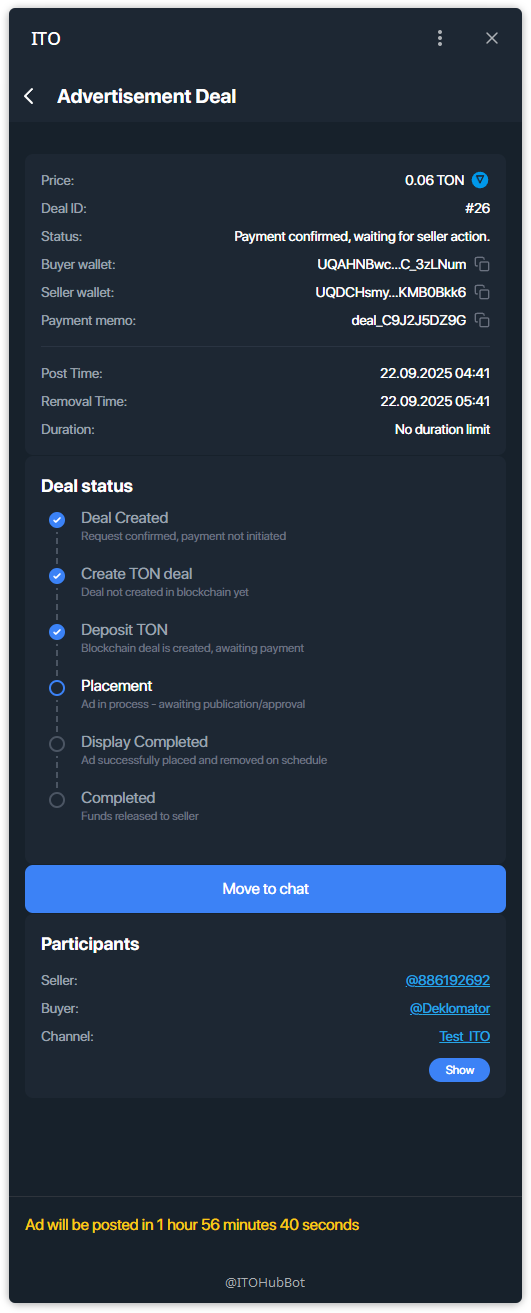 ITO
Advertisement Deal
Price: 0.06 TON
Deal ID: #26
Status: Payment confirmed, waiting for seller action.
Buyer wallet: UQAHNBwc...C_3zLNum
Seller wallet: UQDCHsmy...KMB0Bkk6
Payment memo: deal_C9J2J5DZ9G
Post Time: 22.09.2025 04:41
Removal Time: 22.09.2025 05:41
Duration: No duration limit
Deal status
Deal Created
Request confirmed, payment not initiated
Create TON deal
Deal not created in blockchain yet
Deposit TON
Blockchain deal is created, awaiting payment
Placement
Ad in process - awaiting publication/approval
Display Completed
Ad successfully placed and removed on schedule
Completed
Funds released to seller
Move to chat
Participants
Seller: @886192692
Buyer: @Deklomator
Channel: Test_ITO
Show
Ad will be posted in 1 hour 56 minutes 40 seconds
@ITOHubBot